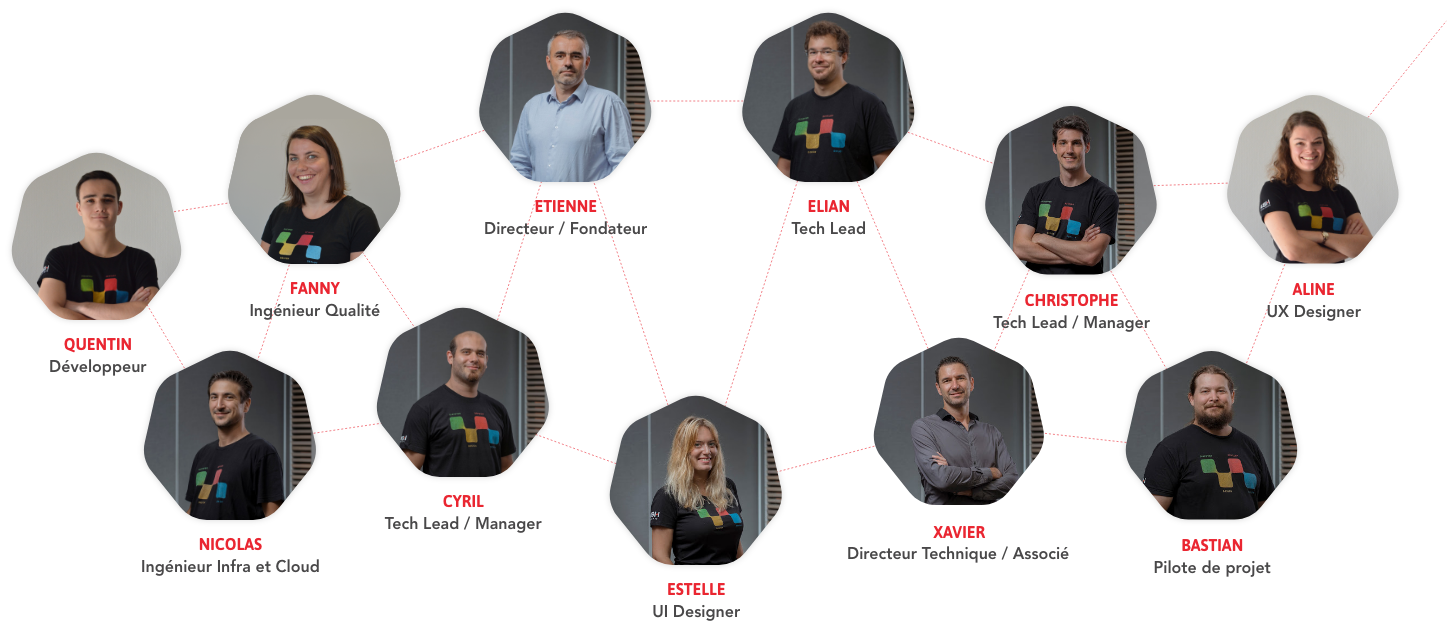 ETIENNE
Directeur / Fondateur
ELIAN
Tech Lead
FANNY
Ingénieur Qualité
CHRISTOPHE
Tech Lead / Manager
ALINE
UX Designer
QUENTIN
Développeur
CYRIL
Tech Lead / Manager
XAVIER
Directeur Technique / Associé
NICOLAS
Ingénieur Infra et Cloud
BASTIAN
Pilote de projet
ESTELLE
UI Designer